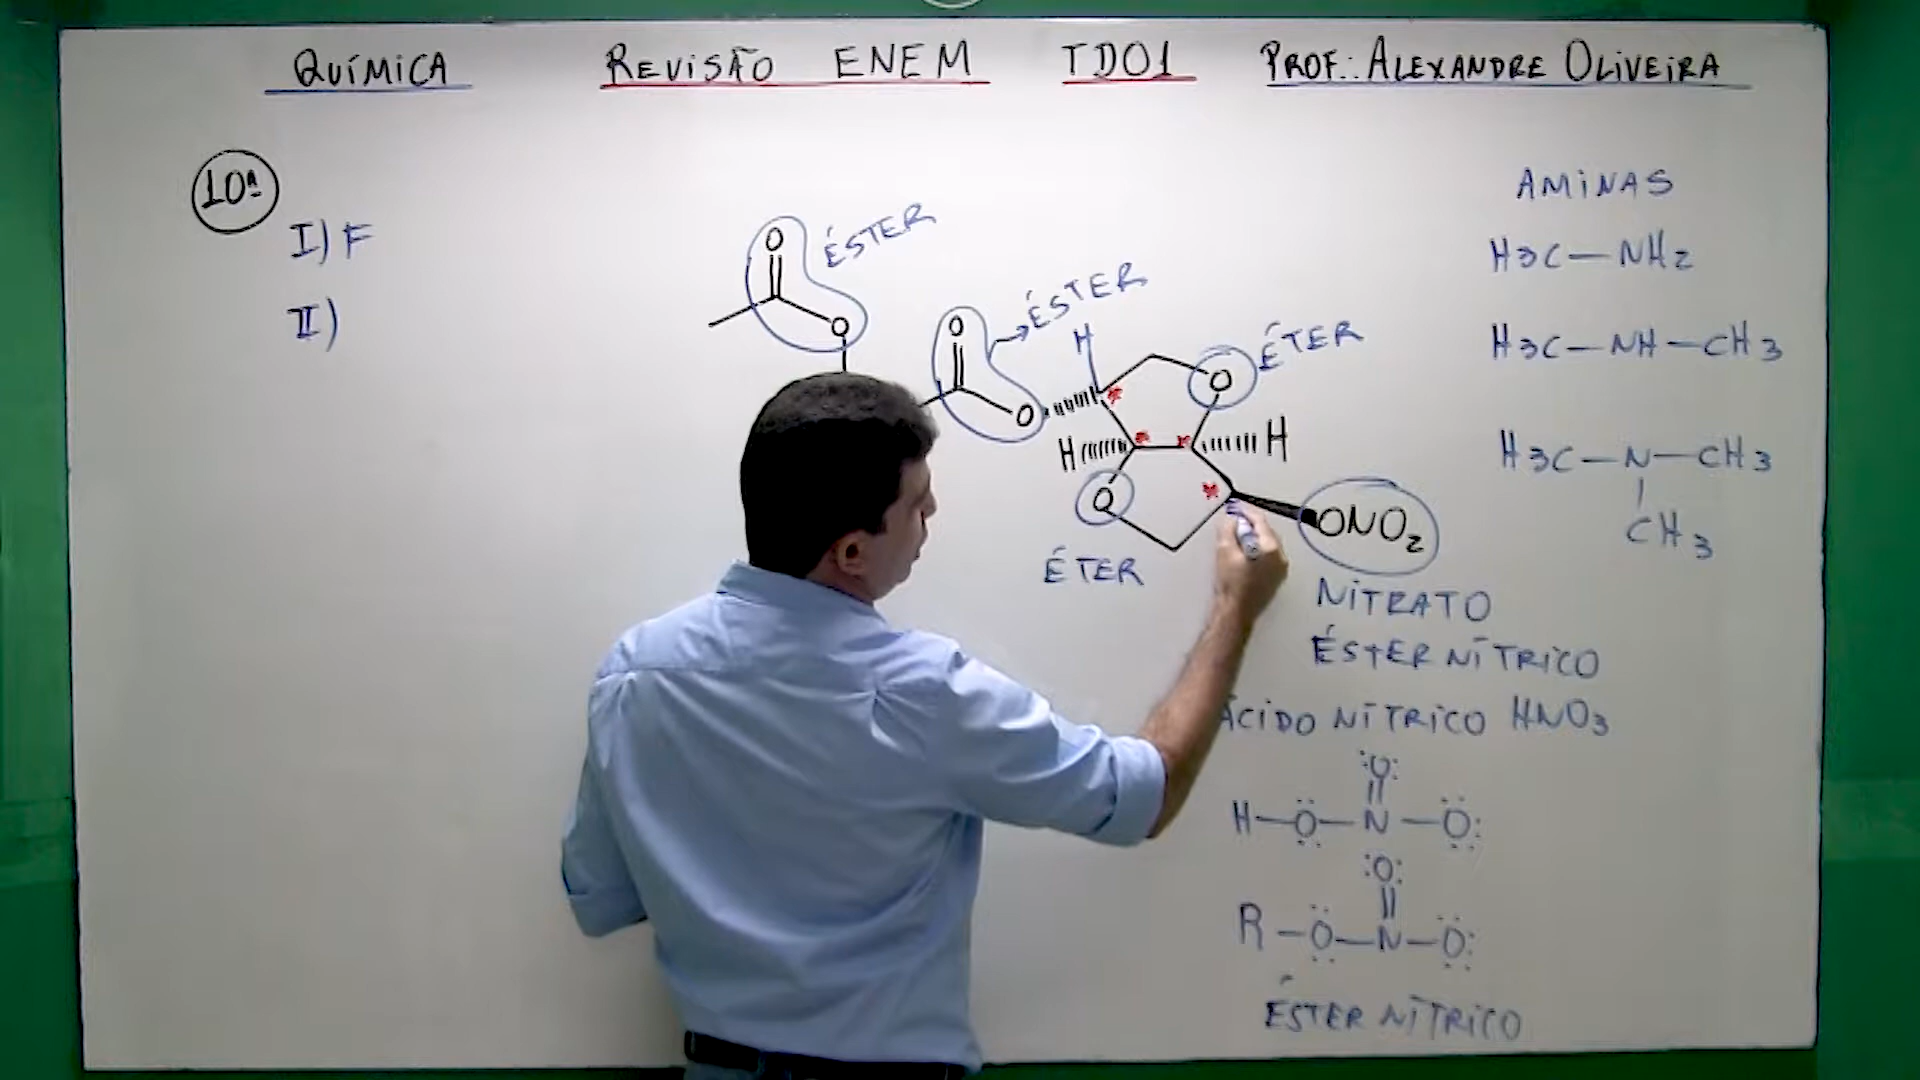 QUÍMICA REVISÃO ENEM TD01 PROF.: ALEXANDRE OLIVEIRA
10ª
I) F
II)
O
ÉSTER
O
O
ÉSTER
O
H
O
ÉTER
H
H
O
ÉTER
ONO2
NITRATO
ÉSTER NÍTRICO
ÁCIDO NÍTRICO HNO3
O
H—O—N—O
O
R—O—N—O
ÉSTER NÍTRICO
AMINAS
H3C—NH2
H3C—NH—CH3
H3C—N—CH3
CH3